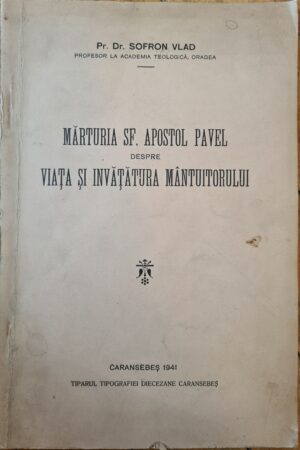 Pr. Dr. SOFRON VLAD
PROFESOR LA ACADEMIA TEOLOGICĂ, ORADEA
MĂRTURIA SF. APOSTOL PAVEL
DESPRE
VIAȚA ȘI INVĂȚĂTURA MÂNTUITORULUI
CARANSEBEȘ 1941
TIPARUL TIPOGRAFIEI DIECEZANE CARANSEBEȘ